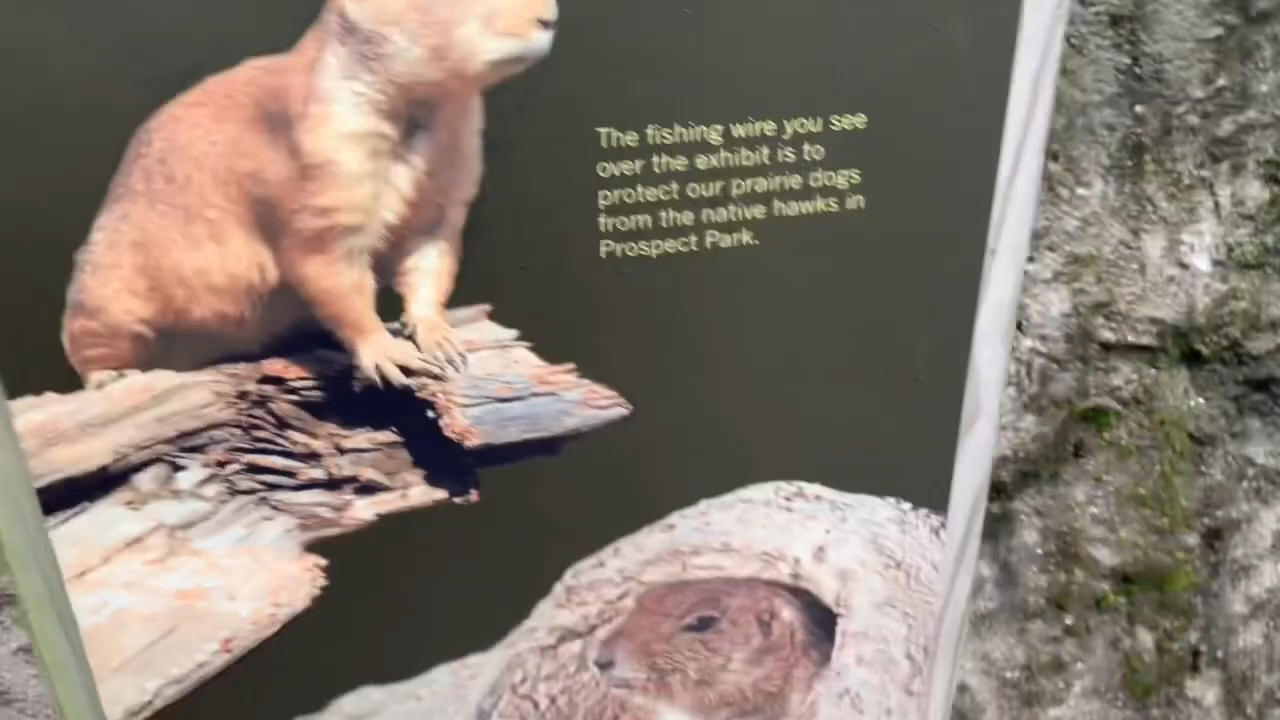 The fishing wire you see
over the exhibit is to
protect our prairie dogs
from the native hawks in
Prospect Park.